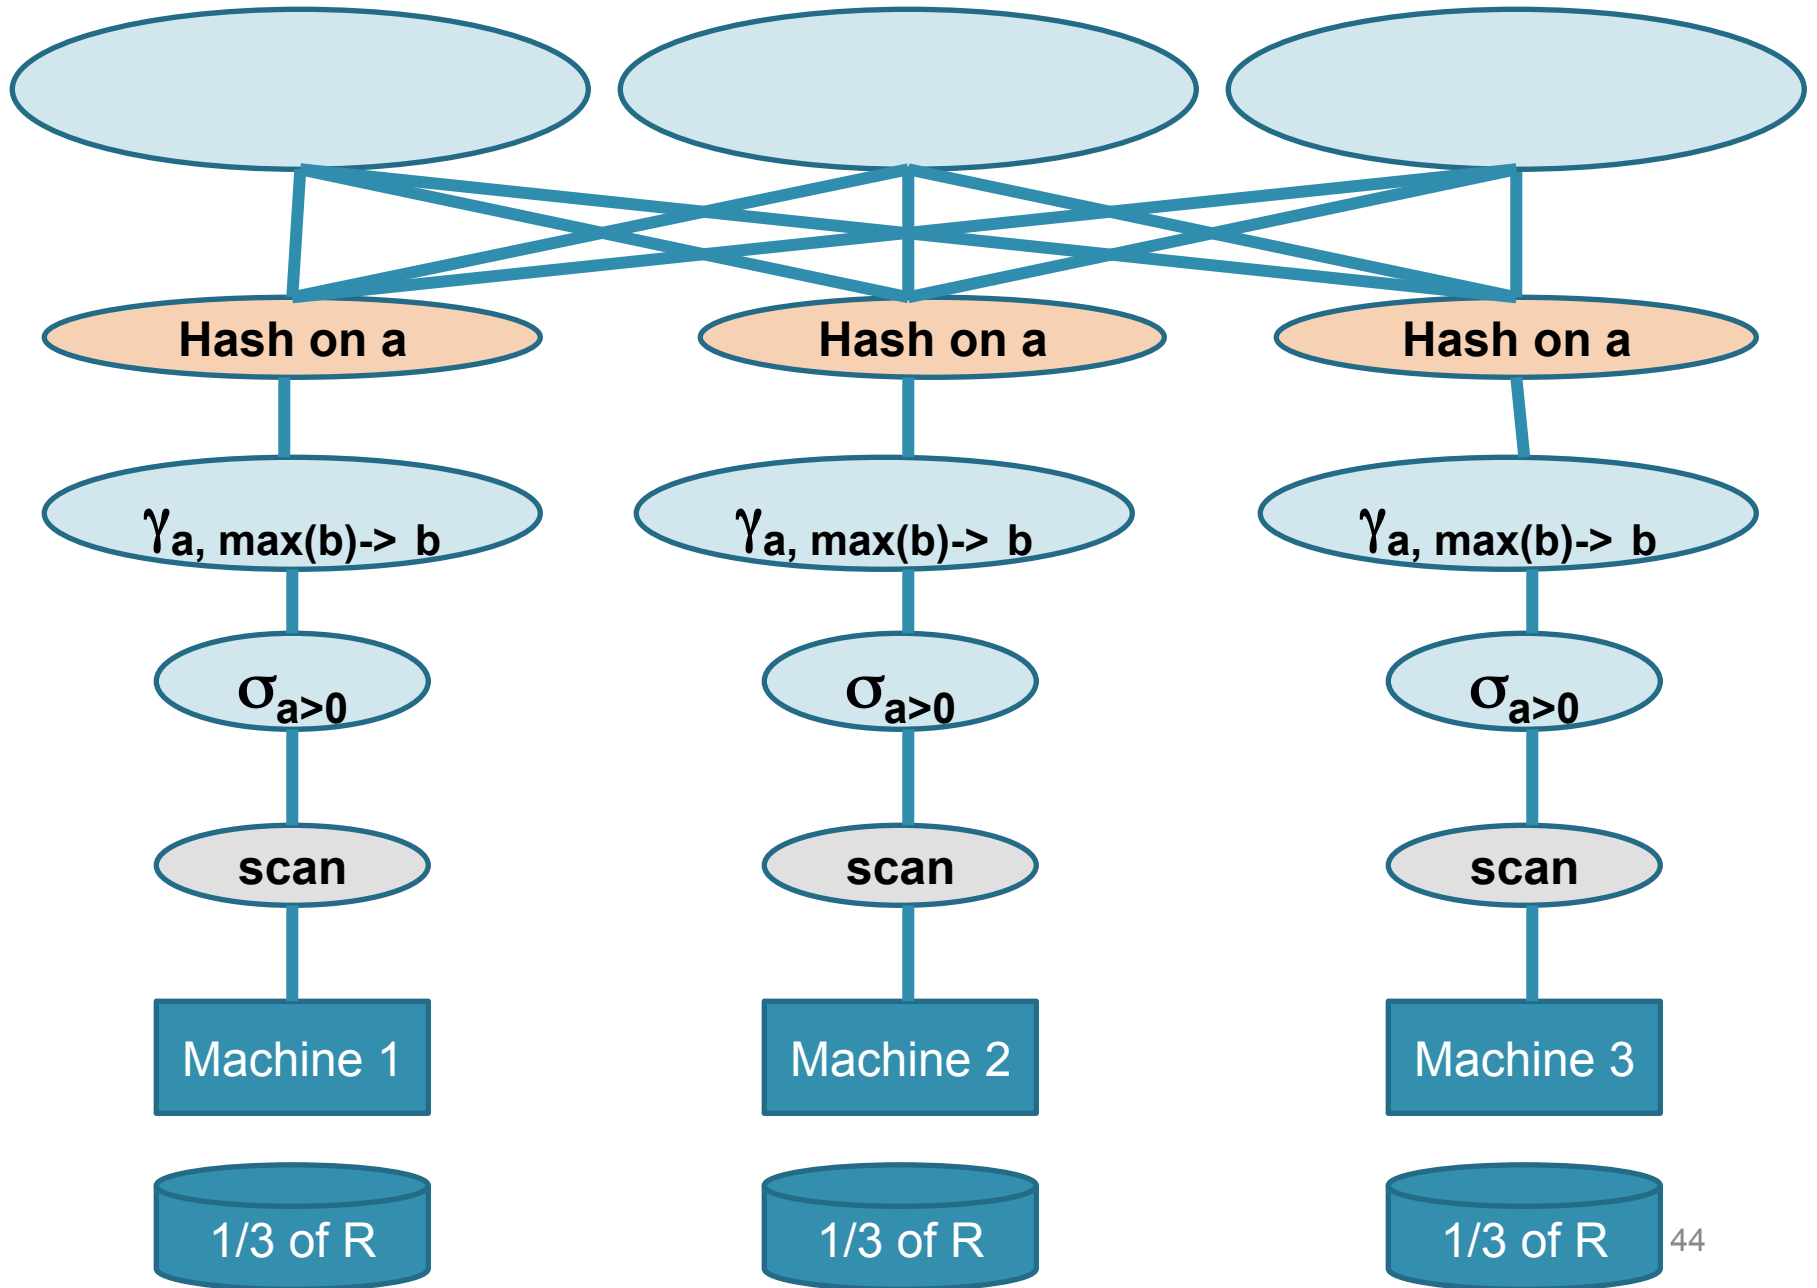 Hash on a Hash on a Hash on a
γa, max(b)-> b γa, max(b)-> b γa, max(b)-> b
σa>0 σa>0 σa>0
scan scan scan
Machine 1 Machine 2 Machine 3
1/3 of R 1/3 of R 1/3 of R 44